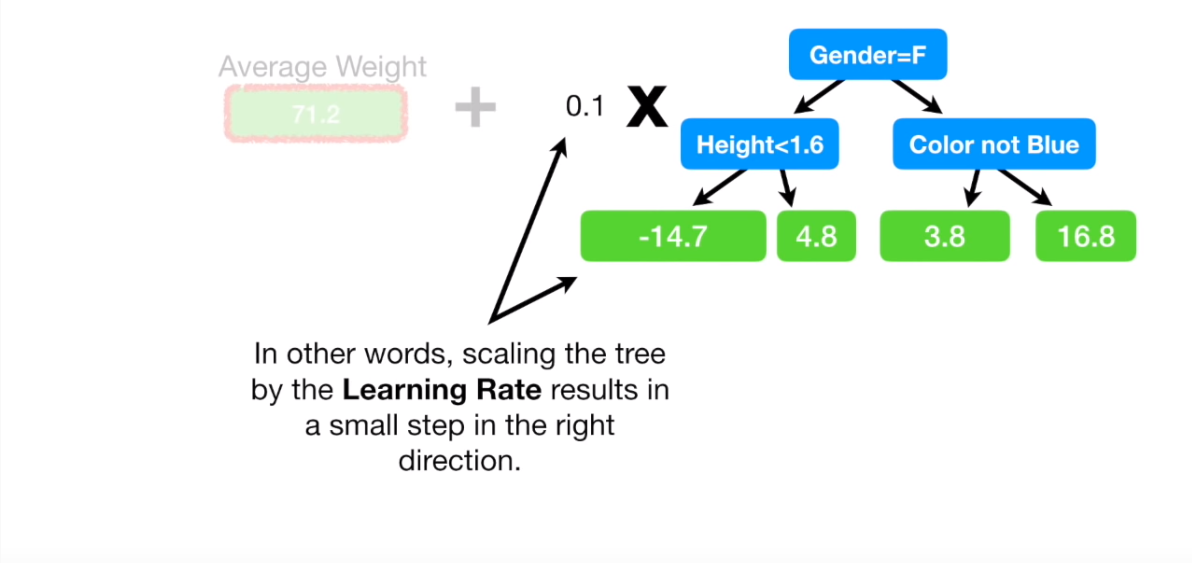 Gender=F
Average Weight
71.2
+
0.1 X
Height<1.6
Color not Blue
-14.7
4.8
3.8
16.8
In other words, scaling the tree
by the Learning Rate results in
a small step in the right
direction.